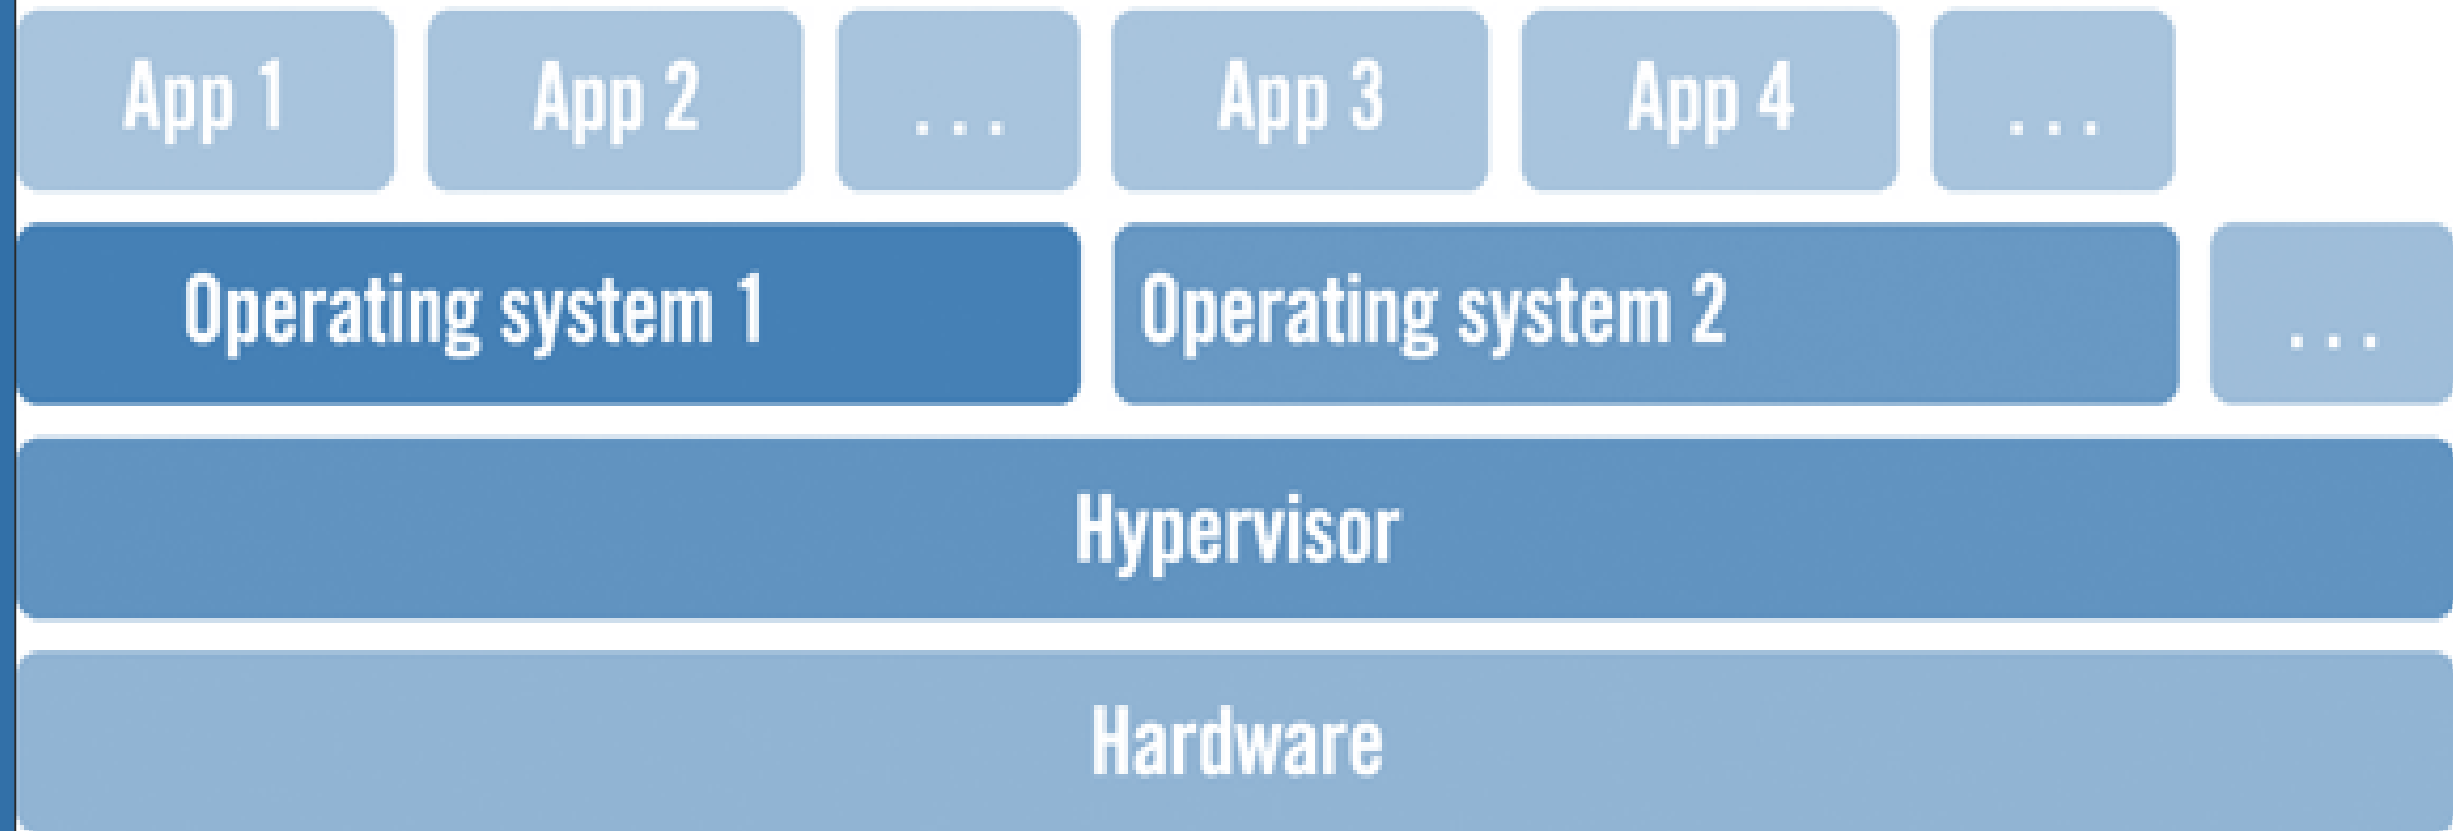 App 1 App 2 ... App 3 App 4 ...
Operating system 1 Operating system 2 ...
Hypervisor
Hardware